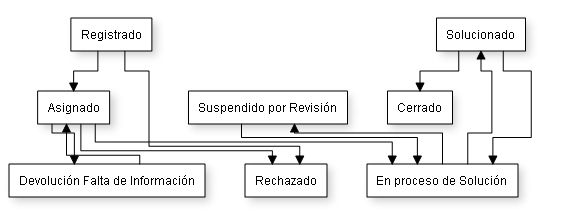 Registrado
Solucionado
Asignado
Suspendido por Revisión
Cerrado
Devolución Falta de Información
Rechazado
En proceso de Solución